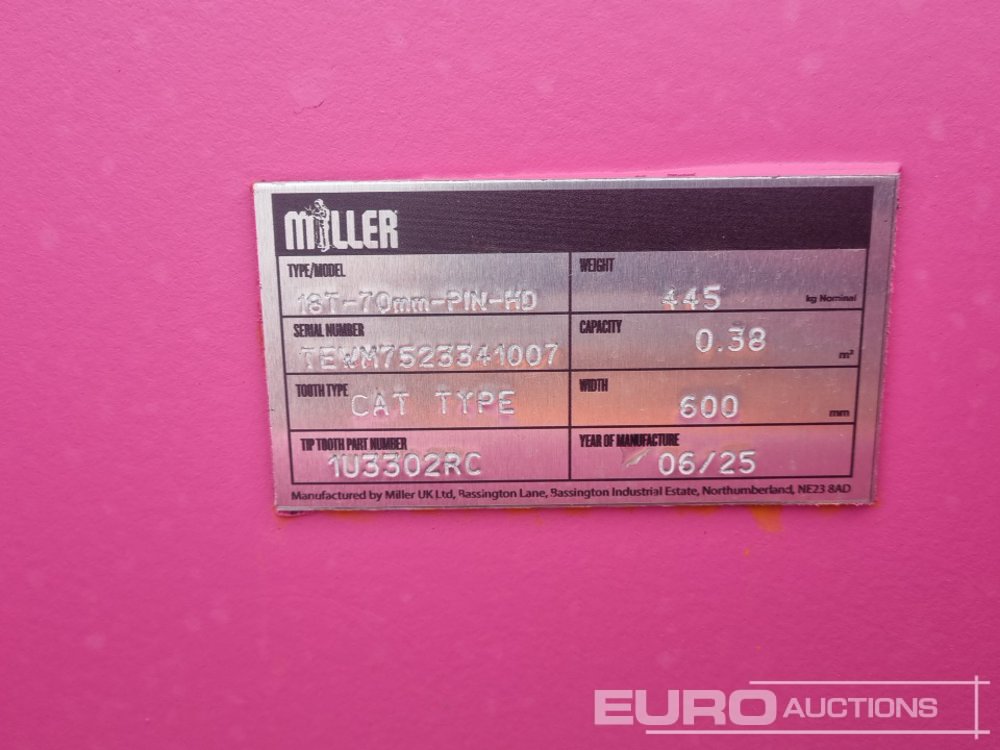 MILLER
TYPE/MODEL
18T-70mm-PIN-HD
WEIGHT
445 kg Nominal
SERIAL NUMBER
TEWM7523341007
CAPACITY
0.38 m³
TOOTH TYPE
CAT TYPE
WIDTH
600 mm
TIP TOOTH PART NUMBER
1U3302RC
YEAR OF MANUFACTURE
06/25
Manufactured by Miller UK Ltd, Bassington Lane, Bassington Industrial Estate, Northumberland, NE23 8AD
EURO AUCTIONS